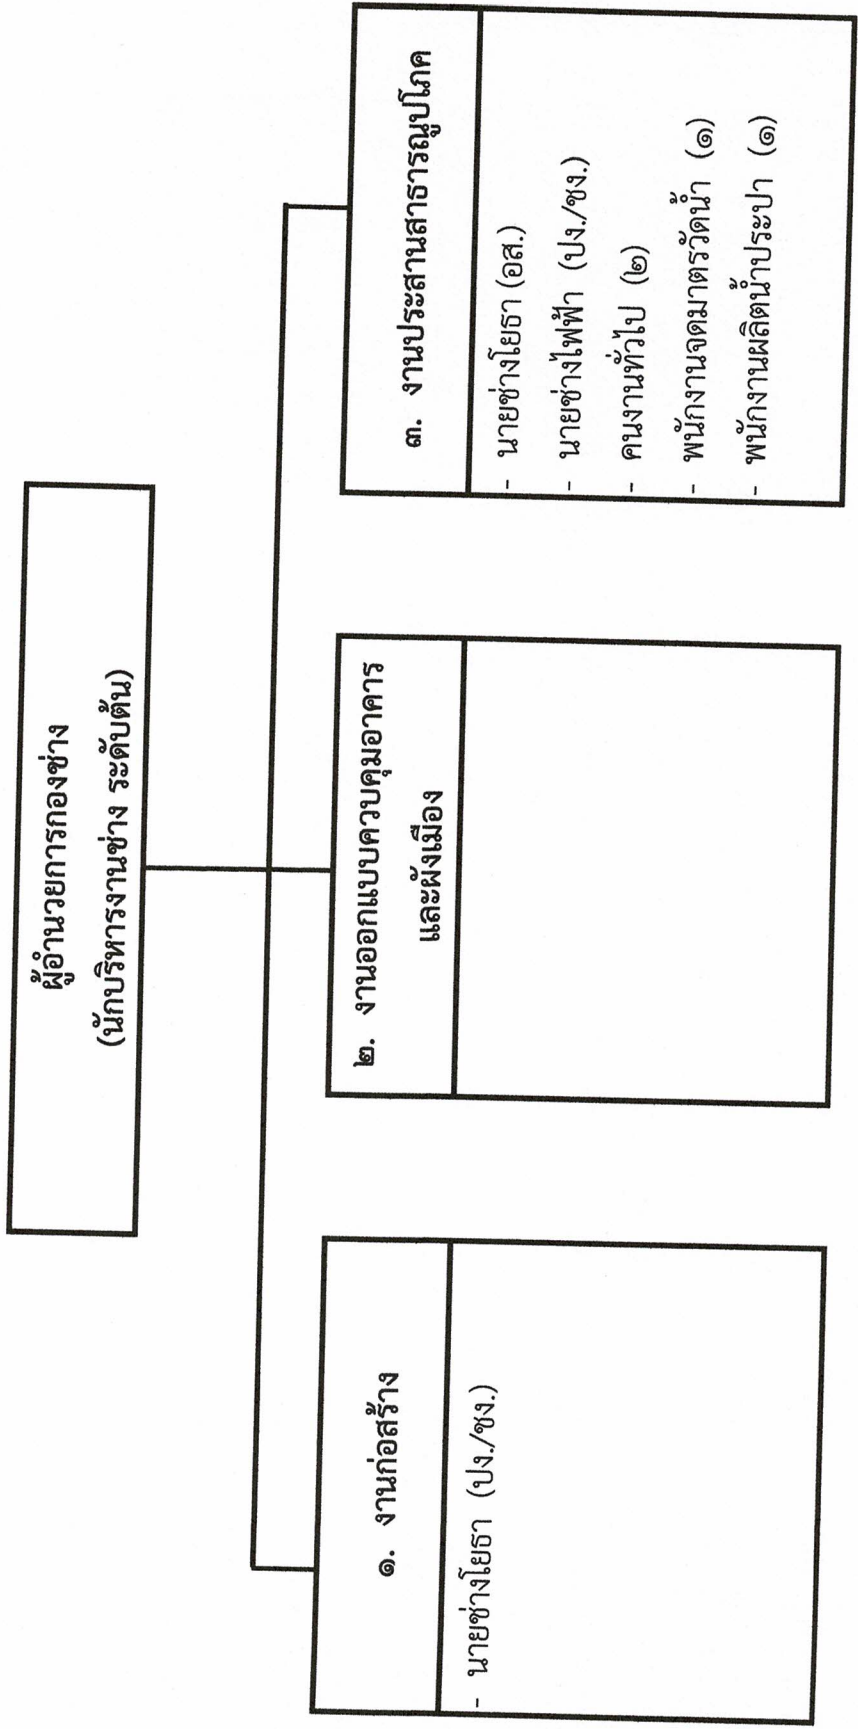 ผู้อำนวยการกองช่าง
(นักบริหารงานช่าง ระดับต้น)
๑. งานก่อสร้าง
- นายช่างโยธา (ปง./ชง.)
๒. งานออกแบบควบคุมอาคาร
และผังเมือง
๓. งานประสานสาธารณูปโภค
- นายช่างโยธา (อส.)
- นายช่างไฟฟ้า (ปง./ชง.)
- คนงานทั่วไป (๒)
- พนักงานจดมาตรวัดน้ำ (๑)
- พนักงานผลิตน้ำประปา (๑)